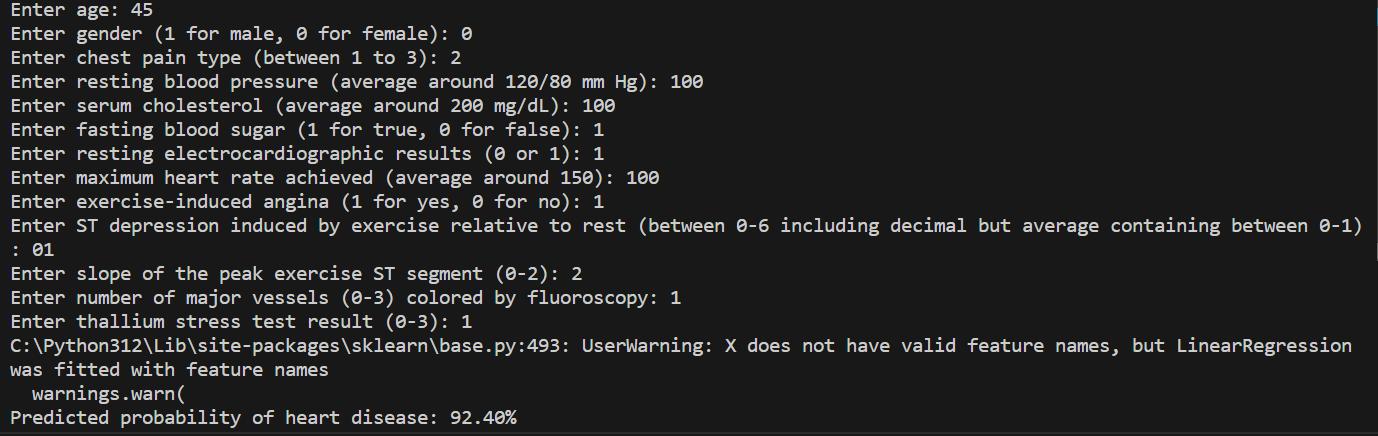 Enter age: 45
Enter gender (1 for male, 0 for female): 0
Enter chest pain type (between 1 to 3): 2
Enter resting blood pressure (average around 120/80 mm Hg): 100
Enter serum cholesterol (average around 200 mg/dL): 100
Enter fasting blood sugar (1 for true, 0 for false): 1
Enter resting electrocardiographic results (0 or 1): 1
Enter maximum heart rate achieved (average around 150): 100
Enter exercise-induced angina (1 for yes, 0 for no): 1
Enter ST depression induced by exercise relative to rest (between 0-6 including decimal but average containing between 0-1)
: 01
Enter slope of the peak exercise ST segment (0-2): 2
Enter number of major vessels (0-3) colored by fluoroscopy: 1
Enter thallium stress test result (0-3): 1
C:\Python312\Lib\site-packages\sklearn\base.py:493: UserWarning: X does not have valid feature names, but LinearRegression
was fitted with feature names
  warnings.warn(
Predicted probability of heart disease: 92.40%